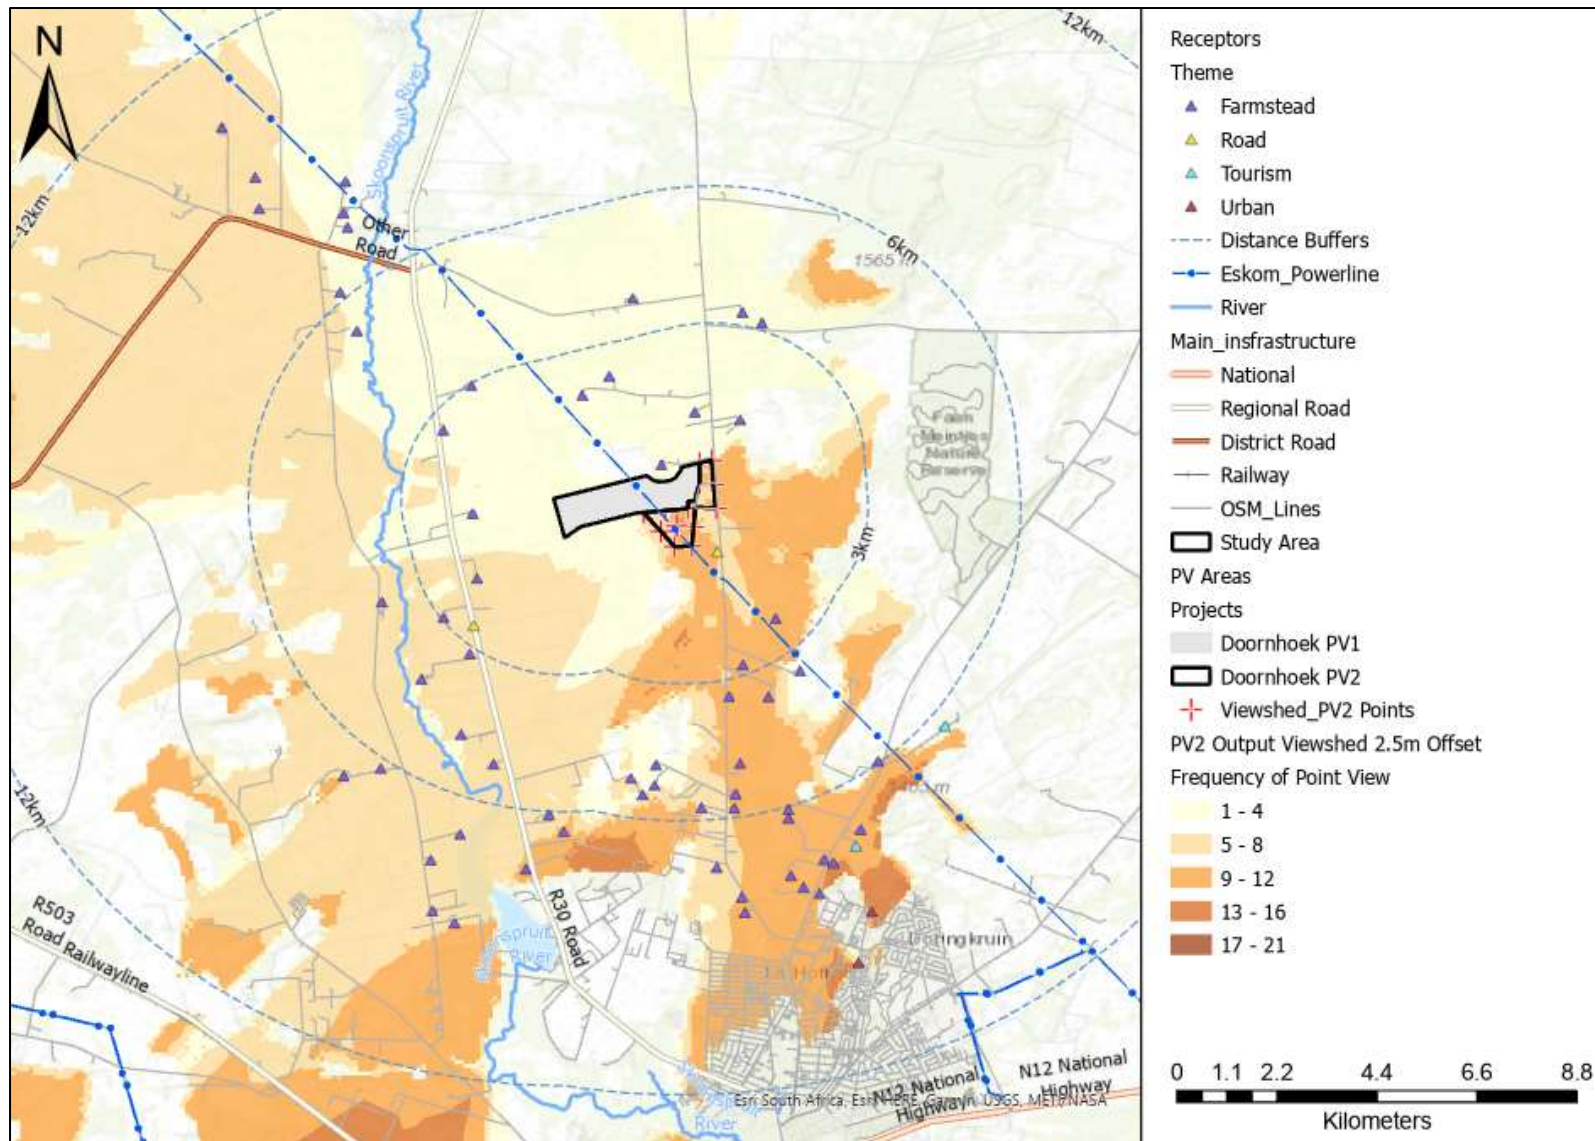 N
12km
Skoonspruit River
Other
Road
12km
6km
1565 m
Nature
Reserve
3km
12km
R503
Road
Railwayline
R30 Road
River
N12 National
Highway
N12 National
Highway
River
Esri South Africa, Esri, HERE, Garmin, USGS, METI/NASA
Receptors
Theme
Farmstead
Road
Tourism
Urban
Distance Buffers
Eskom_Powerline
River
Main_insfrastructure
National
Regional Road
District Road
Railway
OSM_Lines
Study Area
PV Areas
Projects
Doornhoek PV1
Doornhoek PV2
Viewshed_PV2 Points
PV2 Output Viewshed 2.5m Offset
Frequency of Point View
1 - 4
5 - 8
9 - 12
13 - 16
17 - 21
0 1.1 2.2 4.4 6.6 8.8
Kilometers